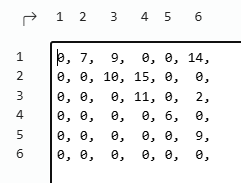 1 2 3 4 5 6
1 0, 7, 9, 0, 0, 14,
2 0, 0, 10, 15, 0, 0,
3 0, 0, 0, 11, 0, 2,
4 0, 0, 0, 0, 6, 0,
5 0, 0, 0, 0, 0, 9,
6 0, 0, 0, 0, 0, 0,